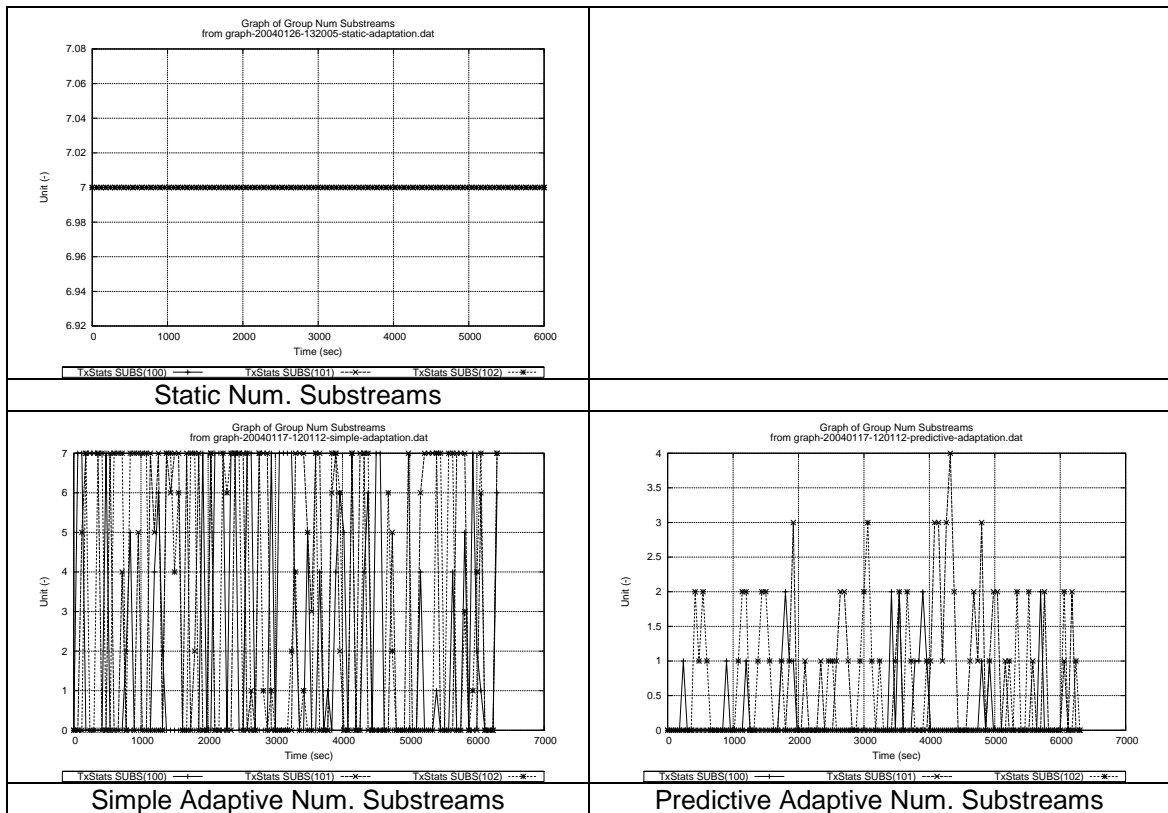 Graph of Group Num Substreams
from graph-20040126-132005-static-adaptation.dat
7.08
7.06
7.04
7.02
7
6.98
6.96
6.94
6.92
Unit (-)
0 1000 2000 3000 4000 5000 6000
Time (sec)
TxStats SUBS(100) TxStats SUBS(101) TxStats SUBS(102)
Static Num. Substreams
Graph of Group Num Substreams
from graph-20040117-120112-simple-adaptation.dat
7
6
5
4
3
2
1
0
Unit (-)
0 1000 2000 3000 4000 5000 6000 7000
Time (sec)
TxStats SUBS(100) TxStats SUBS(101) TxStats SUBS(102)
Simple Adaptive Num. Substreams
Graph of Group Num Substreams
from graph-20040117-120112-predictive-adaptation.dat
4
3.5
3
2.5
2
1.5
1
0.5
0
Unit (-)
0 1000 2000 3000 4000 5000 6000 7000
Time (sec)
TxStats SUBS(100) TxStats SUBS(101) TxStats SUBS(102)
Predictive Adaptive Num. Substreams